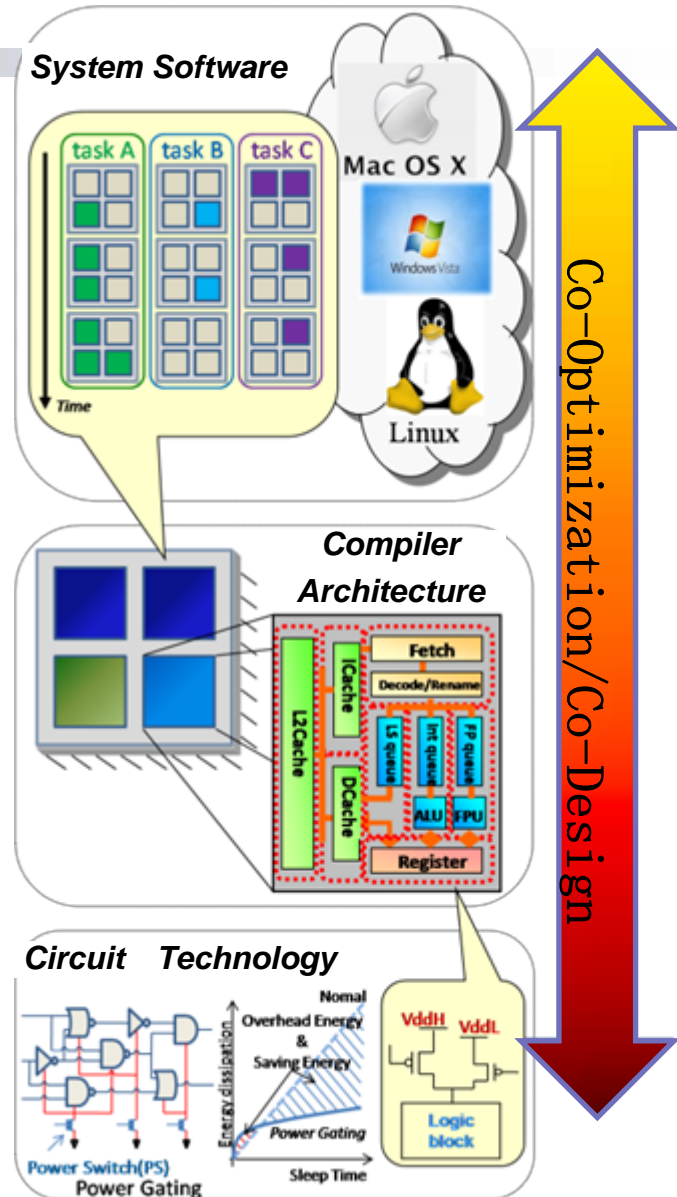 System Software
task A
task B
task C
Time
Mac OS X
Windows Vista
Linux
Co-Optimization/Co-Design
Compiler
Architecture
L2Cache
ICache
DCache
Fetch
Decode/Rename
LS queue
Int queue
FP queue
ALU
FPU
Register
Circuit Technology
Power Switch(PS)
Power Gating
Energy dissipation
Nomal
Overhead Energy
&
Saving Energy
Power Gating
Sleep Time
VddH
VddL
Logic
block